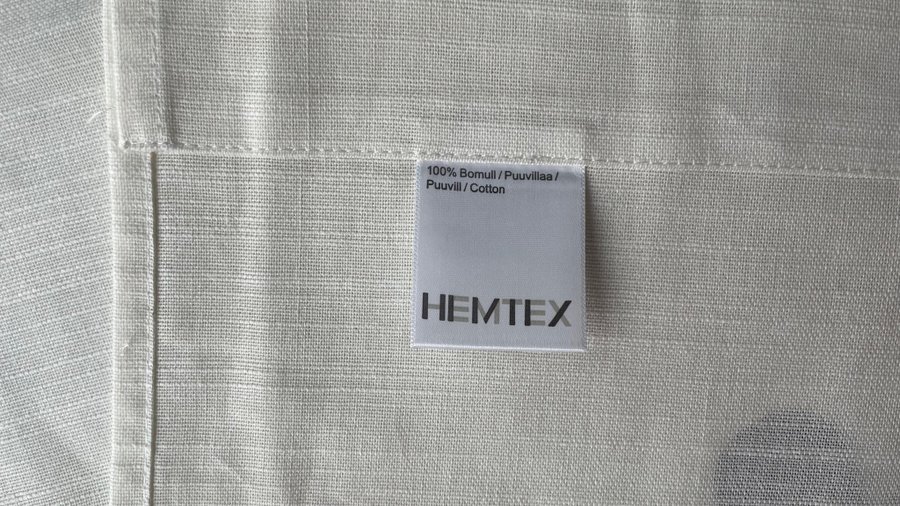 100% Bomull / Puuvillaa /
Puuvill / Cotton
HEMTEX